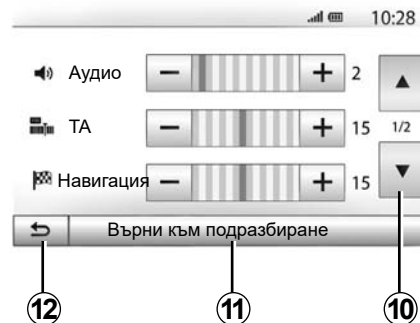 10:28
Аудио − + 2
TA − + 15 1/2
Навигация − + 15
Върни към подразбиране
12 11 10